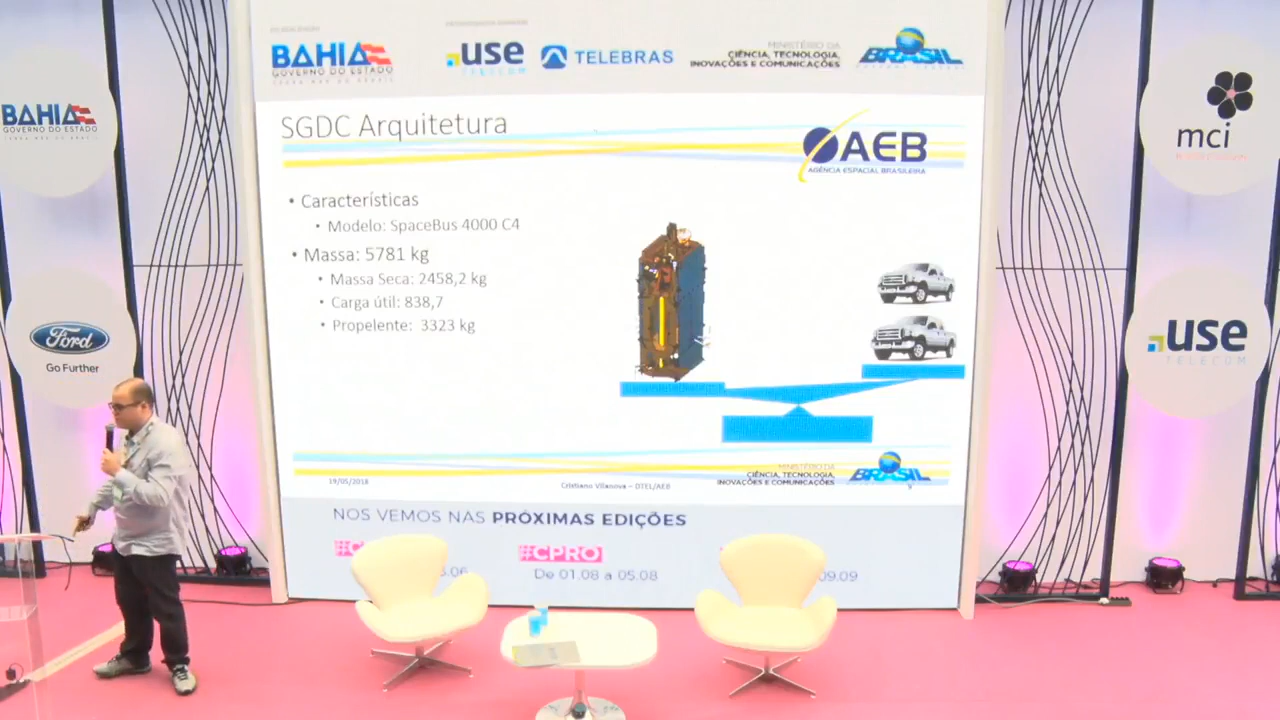 BAHIA
GOVERNO DO ESTADO
USE
TELECOM
TELEBRAS
MINISTÉRIO DA
CIÊNCIA, TECNOLOGIA,
INOVAÇÕES E COMUNICAÇÕES
BRASIL
SGDC Arquitetura
AEB
AGÊNCIA ESPACIAL BRASILEIRA
• Características
• Modelo: SpaceBus 4000 C4
• Massa: 5781 kg
• Massa Seca: 2458,2 kg
• Carga útil: 838,7
• Propelente: 3323 kg
19/05/2018
Cristiano Vilanova – DTEL/AEB
MINISTÉRIO DA
CIÊNCIA, TECNOLOGIA,
INOVAÇÕES E COMUNICAÇÕES
BRASIL
NOS VEMOS NAS PRÓXIMAS EDIÇÕES
#CPRO
De 01.08 a 05.08
09.09
BAHIA
GOVERNO DO ESTADO
Ford
Go Further
mci
USE
TELECOM